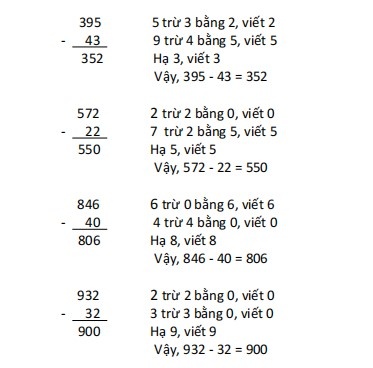 395 5 trừ 3 bằng 2, viết 2
- 43 9 trừ 4 bằng 5, viết 5
352 Hạ 3, viết 3
Vậy, 395 - 43 = 352
572 2 trừ 2 bằng 0, viết 0
- 22 7 trừ 2 bằng 5, viết 5
550 Hạ 5, viết 5
Vậy, 572 - 22 = 550
846 6 trừ 0 bằng 6, viết 6
- 40 4 trừ 4 bằng 0, viết 0
806 Hạ 8, viết 8
Vậy, 846 - 40 = 806
932 2 trừ 2 bằng 0, viết 0
- 32 3 trừ 3 bằng 0, viết 0
900 Hạ 9, viết 9
Vậy, 932 - 32 = 900